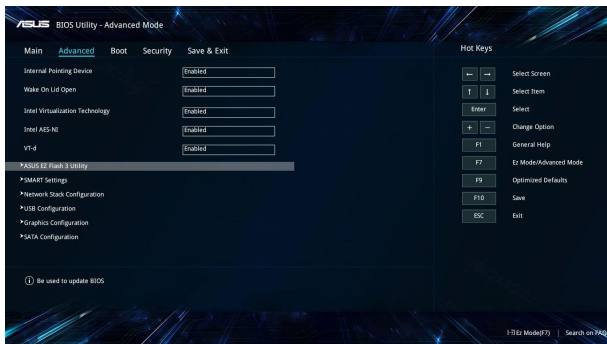 ASUS BIOS Utility - Advanced Mode
Main Advanced Boot Security Save & Exit
Internal Pointing Device Enabled
Wake On Lid Open Enabled
Intel Virtualization Technology Enabled
Intel AES-NI Enabled
VT-d Enabled
>ASUS EZ Flash 3 Utility
>SMART Settings
>Network Stack Configuration
>USB Configuration
>Graphics Configuration
>SATA Configuration
i Be used to update BIOS
Hot Keys
← → Select Screen
↑ ↓ Select Item
Enter Select
+ − Change Option
F1 General Help
F7 Ez Mode/Advanced Mode
F9 Optimized Defaults
F10 Save
ESC Exit
Ez Mode(F7) | Search on FAQ